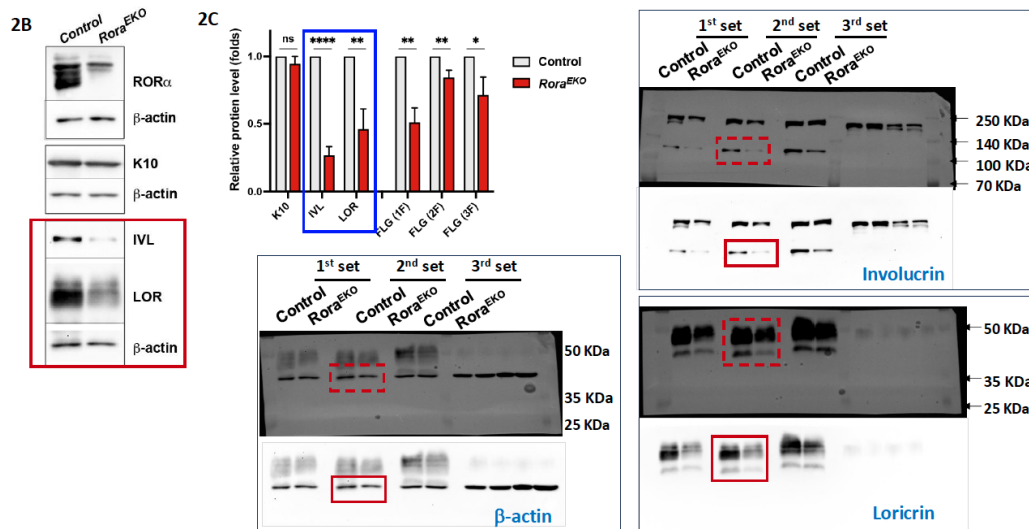 2B
Control
Rora^EKO
RORα
β-actin
K10
β-actin
IVL
LOR
β-actin
2C
Relative protien level (folds)
1.0
0.5
0.0
ns
****
**
**
**
*
Control
Rora^EKO
K10
IVL
LOR
FLG (1F)
FLG (2F)
FLG (3F)
1st set
2nd set
3rd set
Control
Rora^EKO
Control
Rora^EKO
Control
Rora^EKO
50 KDa
35 KDa
25 KDa
β-actin
1st set
2nd set
3rd set
Control
Rora^EKO
Control
Rora^EKO
Control
Rora^EKO
250 KDa
140 KDa
100 KDa
70 KDa
Involucrin
50 KDa
35 KDa
25 KDa
Loricrin